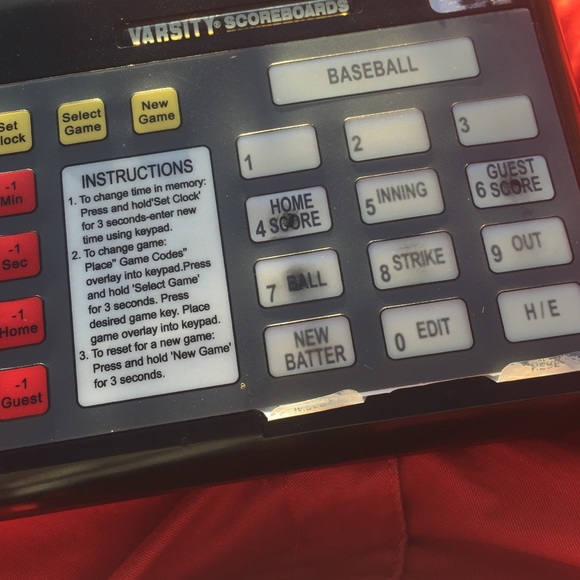 VARSITY® SCOREBOARDS
BASEBALL
Set
Clock
Select
Game
New
Game
1
2
3
-1
Min
INSTRUCTIONS
1. To change time in memory:
Press and hold'Set Clock'
for 3 seconds-enter new
time using keypad.
2. To change game:
Place" Game Codes"
overlay into keypad.Press
and hold 'Select Game'
for 3 seconds. Press
desired game key. Place
game overlay into keypad.
3. To reset for a new game:
Press and hold 'New Game'
for 3 seconds.
HOME
4 SCORE
5 INNING
GUEST
6 SCORE
-1
Sec
7 BALL
8 STRIKE
9 OUT
-1
Home
NEW
BATTER
0 EDIT
H / E
-1
Guest